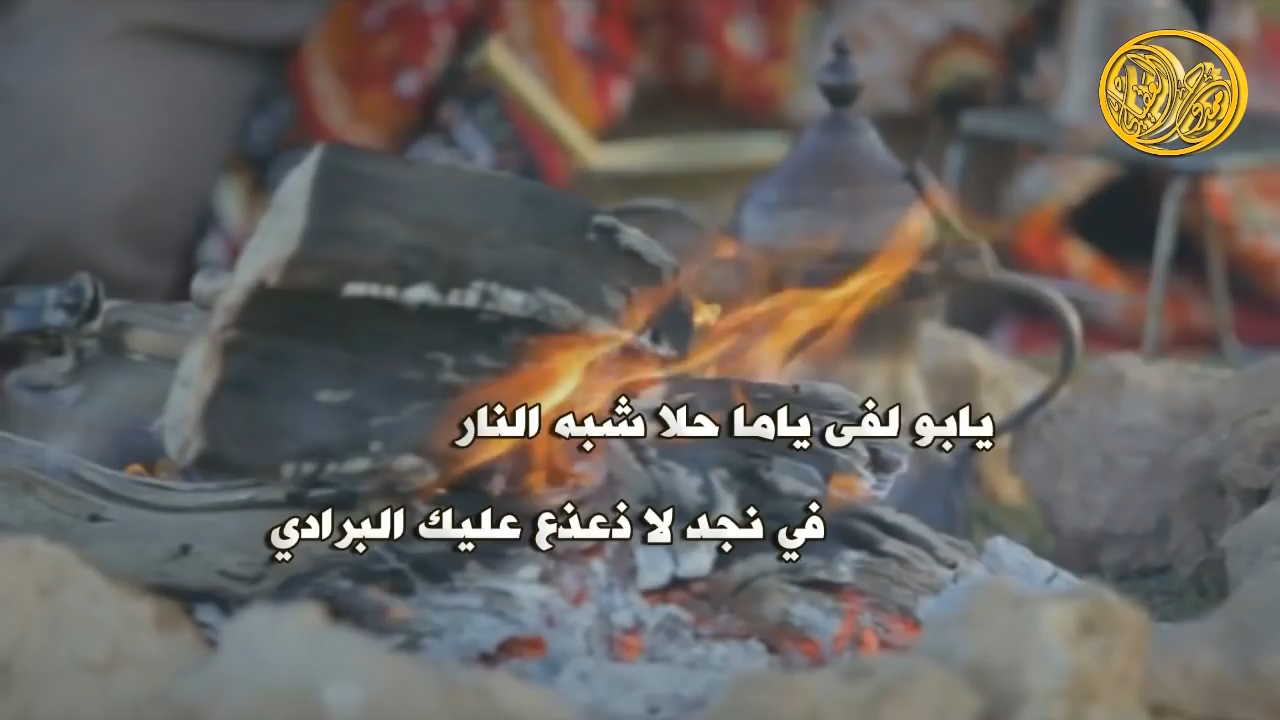 يابو لفى ياما حلا شبه النار
في نجد لا ذعذع عليك البرادي